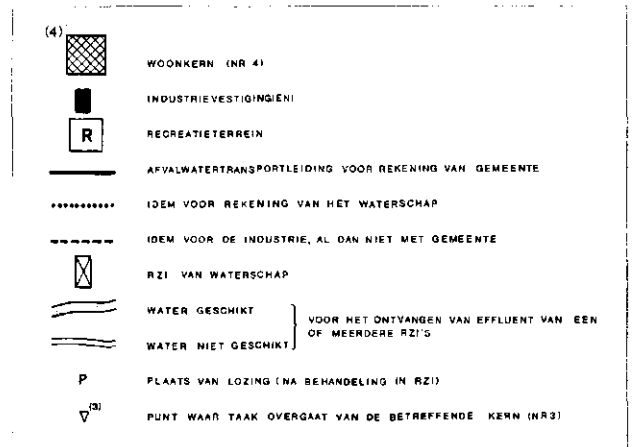 (4)
WOONKERN (NR 4)
INDUSTRIEVESTIGING(EN)
R
RECREATIETERREIN
AFVALWATERTRANSPORTLEIDING VOOR REKENING VAN GEMEENTE
IDEM VOOR REKENING VAN HET WATERSCHAP
IDEM VOOR DE INDUSTRIE, AL DAN NIET MET GEMEENTE
RZI VAN WATERSCHAP
WATER GESCHIKT
VOOR HET ONTVANGEN VAN EFFLUENT VAN EEN
OF MEERDERE RZI'S
WATER NIET GESCHIKT
P
PLAATS VAN LOZING (NA BEHANDELING IN RZI)
(3)
PUNT WAAR TAAK OVERGAAT VAN DE BETREFFENDE KERN (NR3)